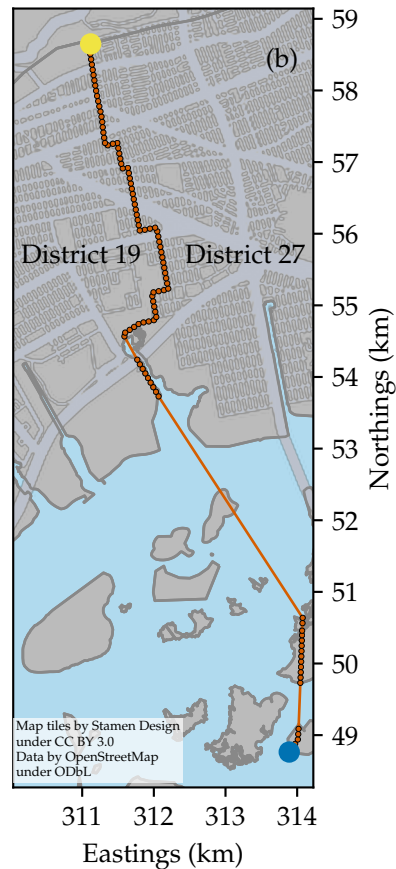 (b)
59
58
57
56
55
54
53
52
51
50
49
Northings (km)
District 19
District 27
Map tiles by Stamen Design
under CC BY 3.0
Data by OpenStreetMap
under ODbL
311
312
313
314
Eastings (km)